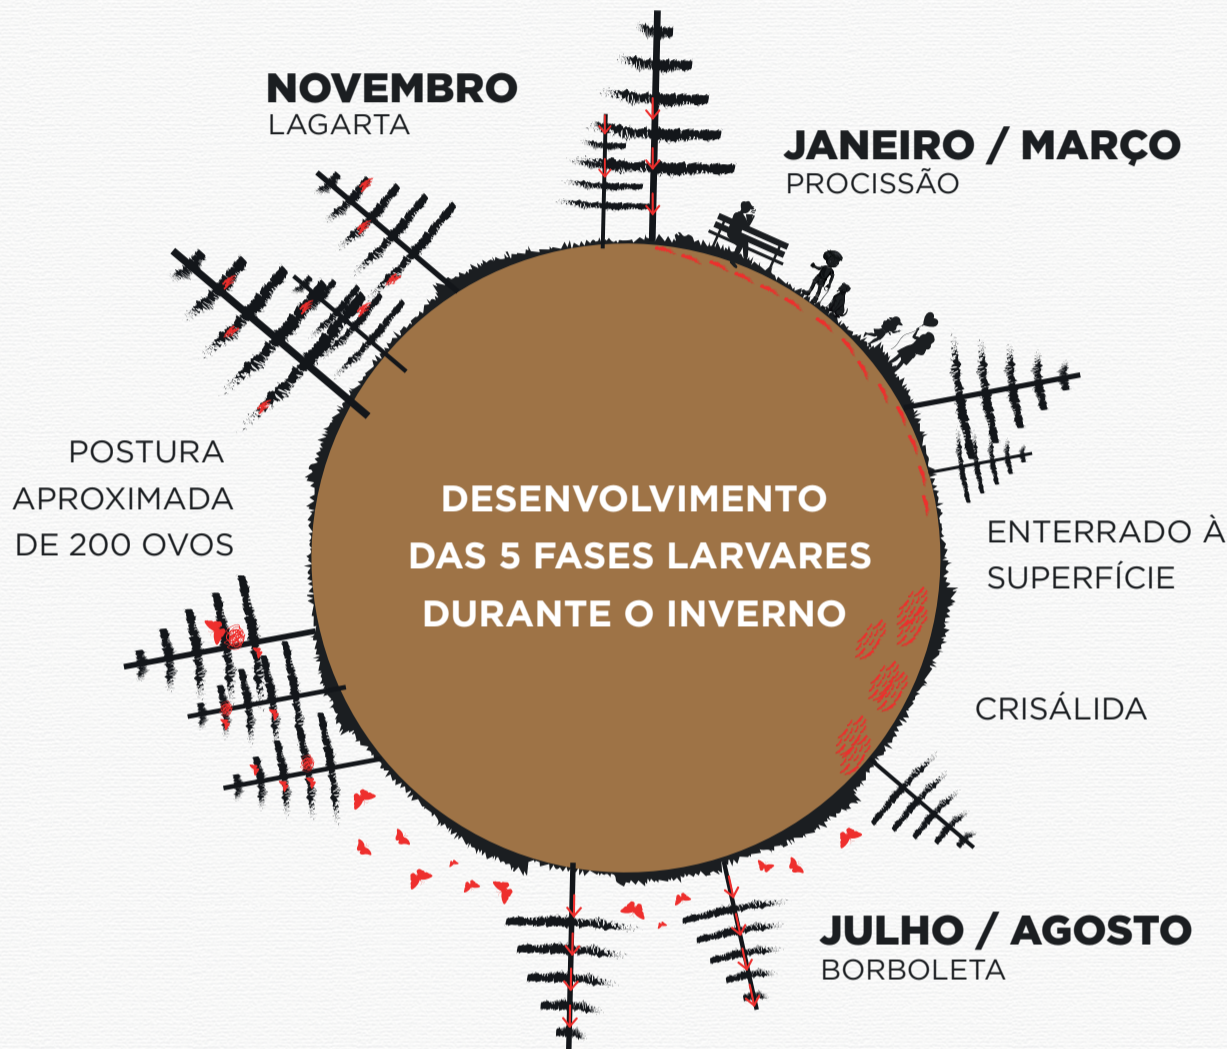 NOVEMBRO
LAGARTA
JANEIRO / MARÇO
PROCISSÃO
POSTURA
APROXIMADA
DE 200 OVOS
DESENVOLVIMENTO
DAS 5 FASES LARVARES
DURANTE O INVERNO
ENTERRADO À
SUPERFÍCIE
CRISÁLIDA
JULHO / AGOSTO
BORBOLETA